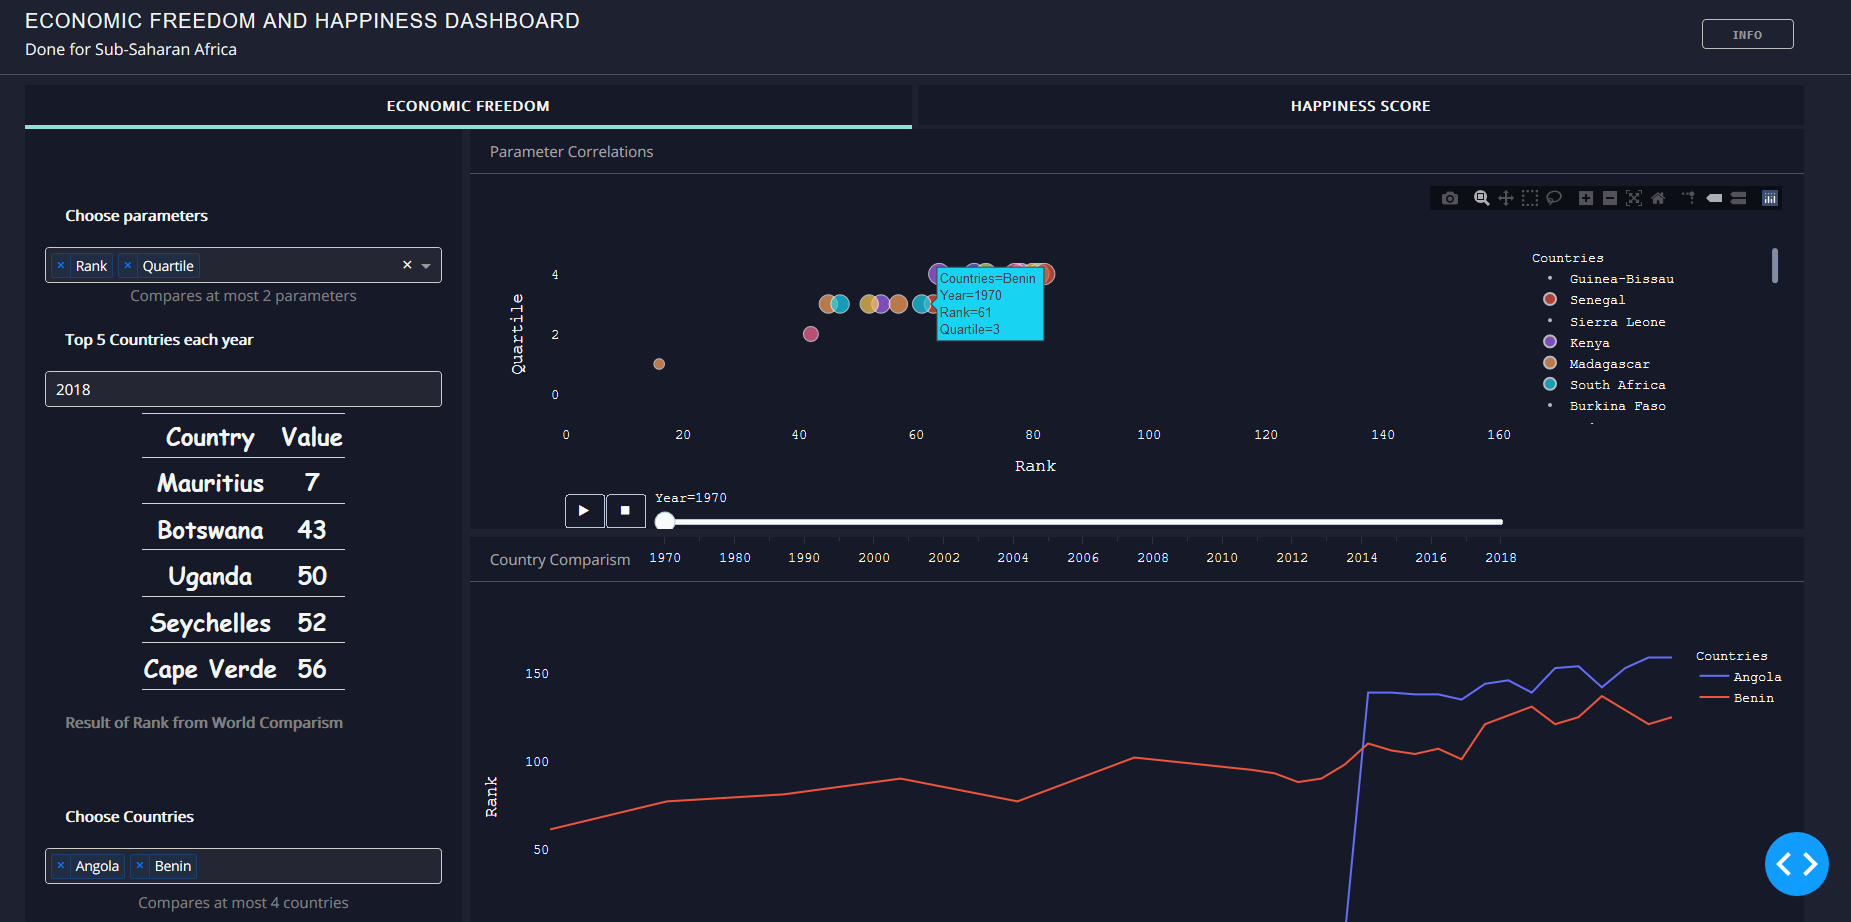 ECONOMIC FREEDOM AND HAPPINESS DASHBOARD
Done for Sub-Saharan Africa
INFO
ECONOMIC FREEDOM
HAPPINESS SCORE
Choose parameters
× Rank × Quartile ×
Compares at most 2 parameters
Top 5 Countries each year
2018
Country Value
Mauritius 7
Botswana 43
Uganda 50
Seychelles 52
Cape Verde 56
Result of Rank from World Comparism
Choose Countries
× Angola × Benin
Compares at most 4 countries
Parameter Correlations
Quartile
4
2
0
0 20 40 60 80 100 120 140 160
Rank
Countries=Benin
Year=1970
Rank=61
Quartile=3
Countries
Guinea-Bissau
Senegal
Sierra Leone
Kenya
Madagascar
South Africa
Burkina Faso
Year=1970
1970 1980 1990 2000 2002 2004 2006 2008 2010 2012 2014 2016 2018
Country Comparism
Rank
150
100
50
Countries
Angola
Benin